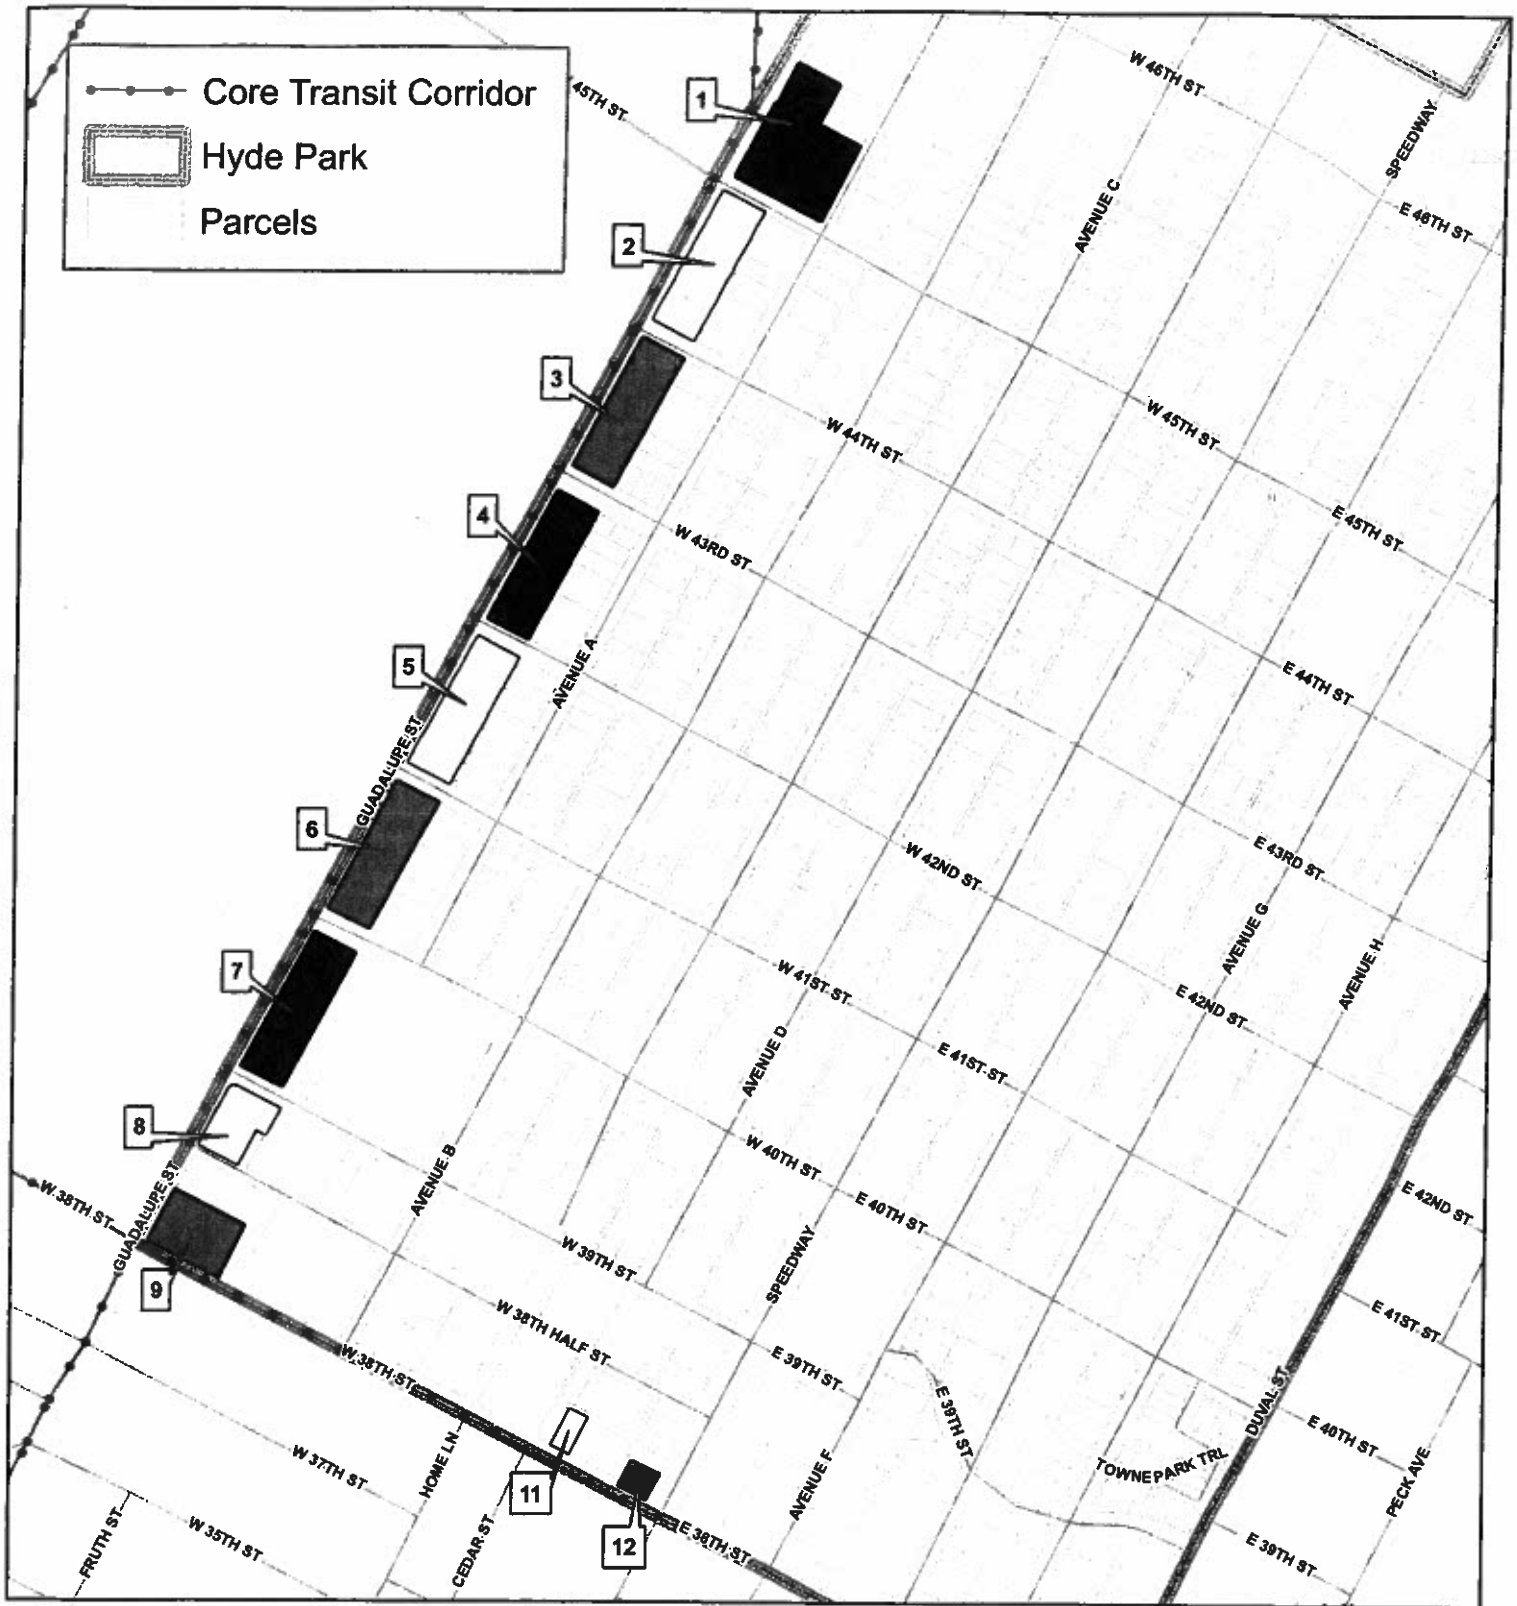 Core Transit Corridor
Hyde Park
Parcels
45TH ST
W 46TH ST
SPEEDWAY
E 46TH ST
AVENUE C
1
2
3
4
5
6
7
8
9
11
12
W 45TH ST
E 45TH ST
W 44TH ST
E 44TH ST
W 43RD ST
E 43RD ST
AVENUE A
GUADALUPE ST
W 42ND ST
E 42ND ST
AVENUE G
AVENUE H
W 41ST ST
E 41ST ST
AVENUE D
AVENUE B
W 40TH ST
E 40TH ST
E 42ND ST
W 38TH ST
GUADALUPE ST
W 39TH ST
SPEEDWAY
E 41ST ST
W 38TH HALF ST
E 39TH ST
W 38TH ST
E 39TH ST
DUVAL ST
E 40TH ST
TOWNE PARK TRL
W 37TH ST
HOME LN
AVENUE F
PECK AVE
FRUTH ST
W 35TH ST
CEDAR ST
E 38TH ST
E 39TH ST